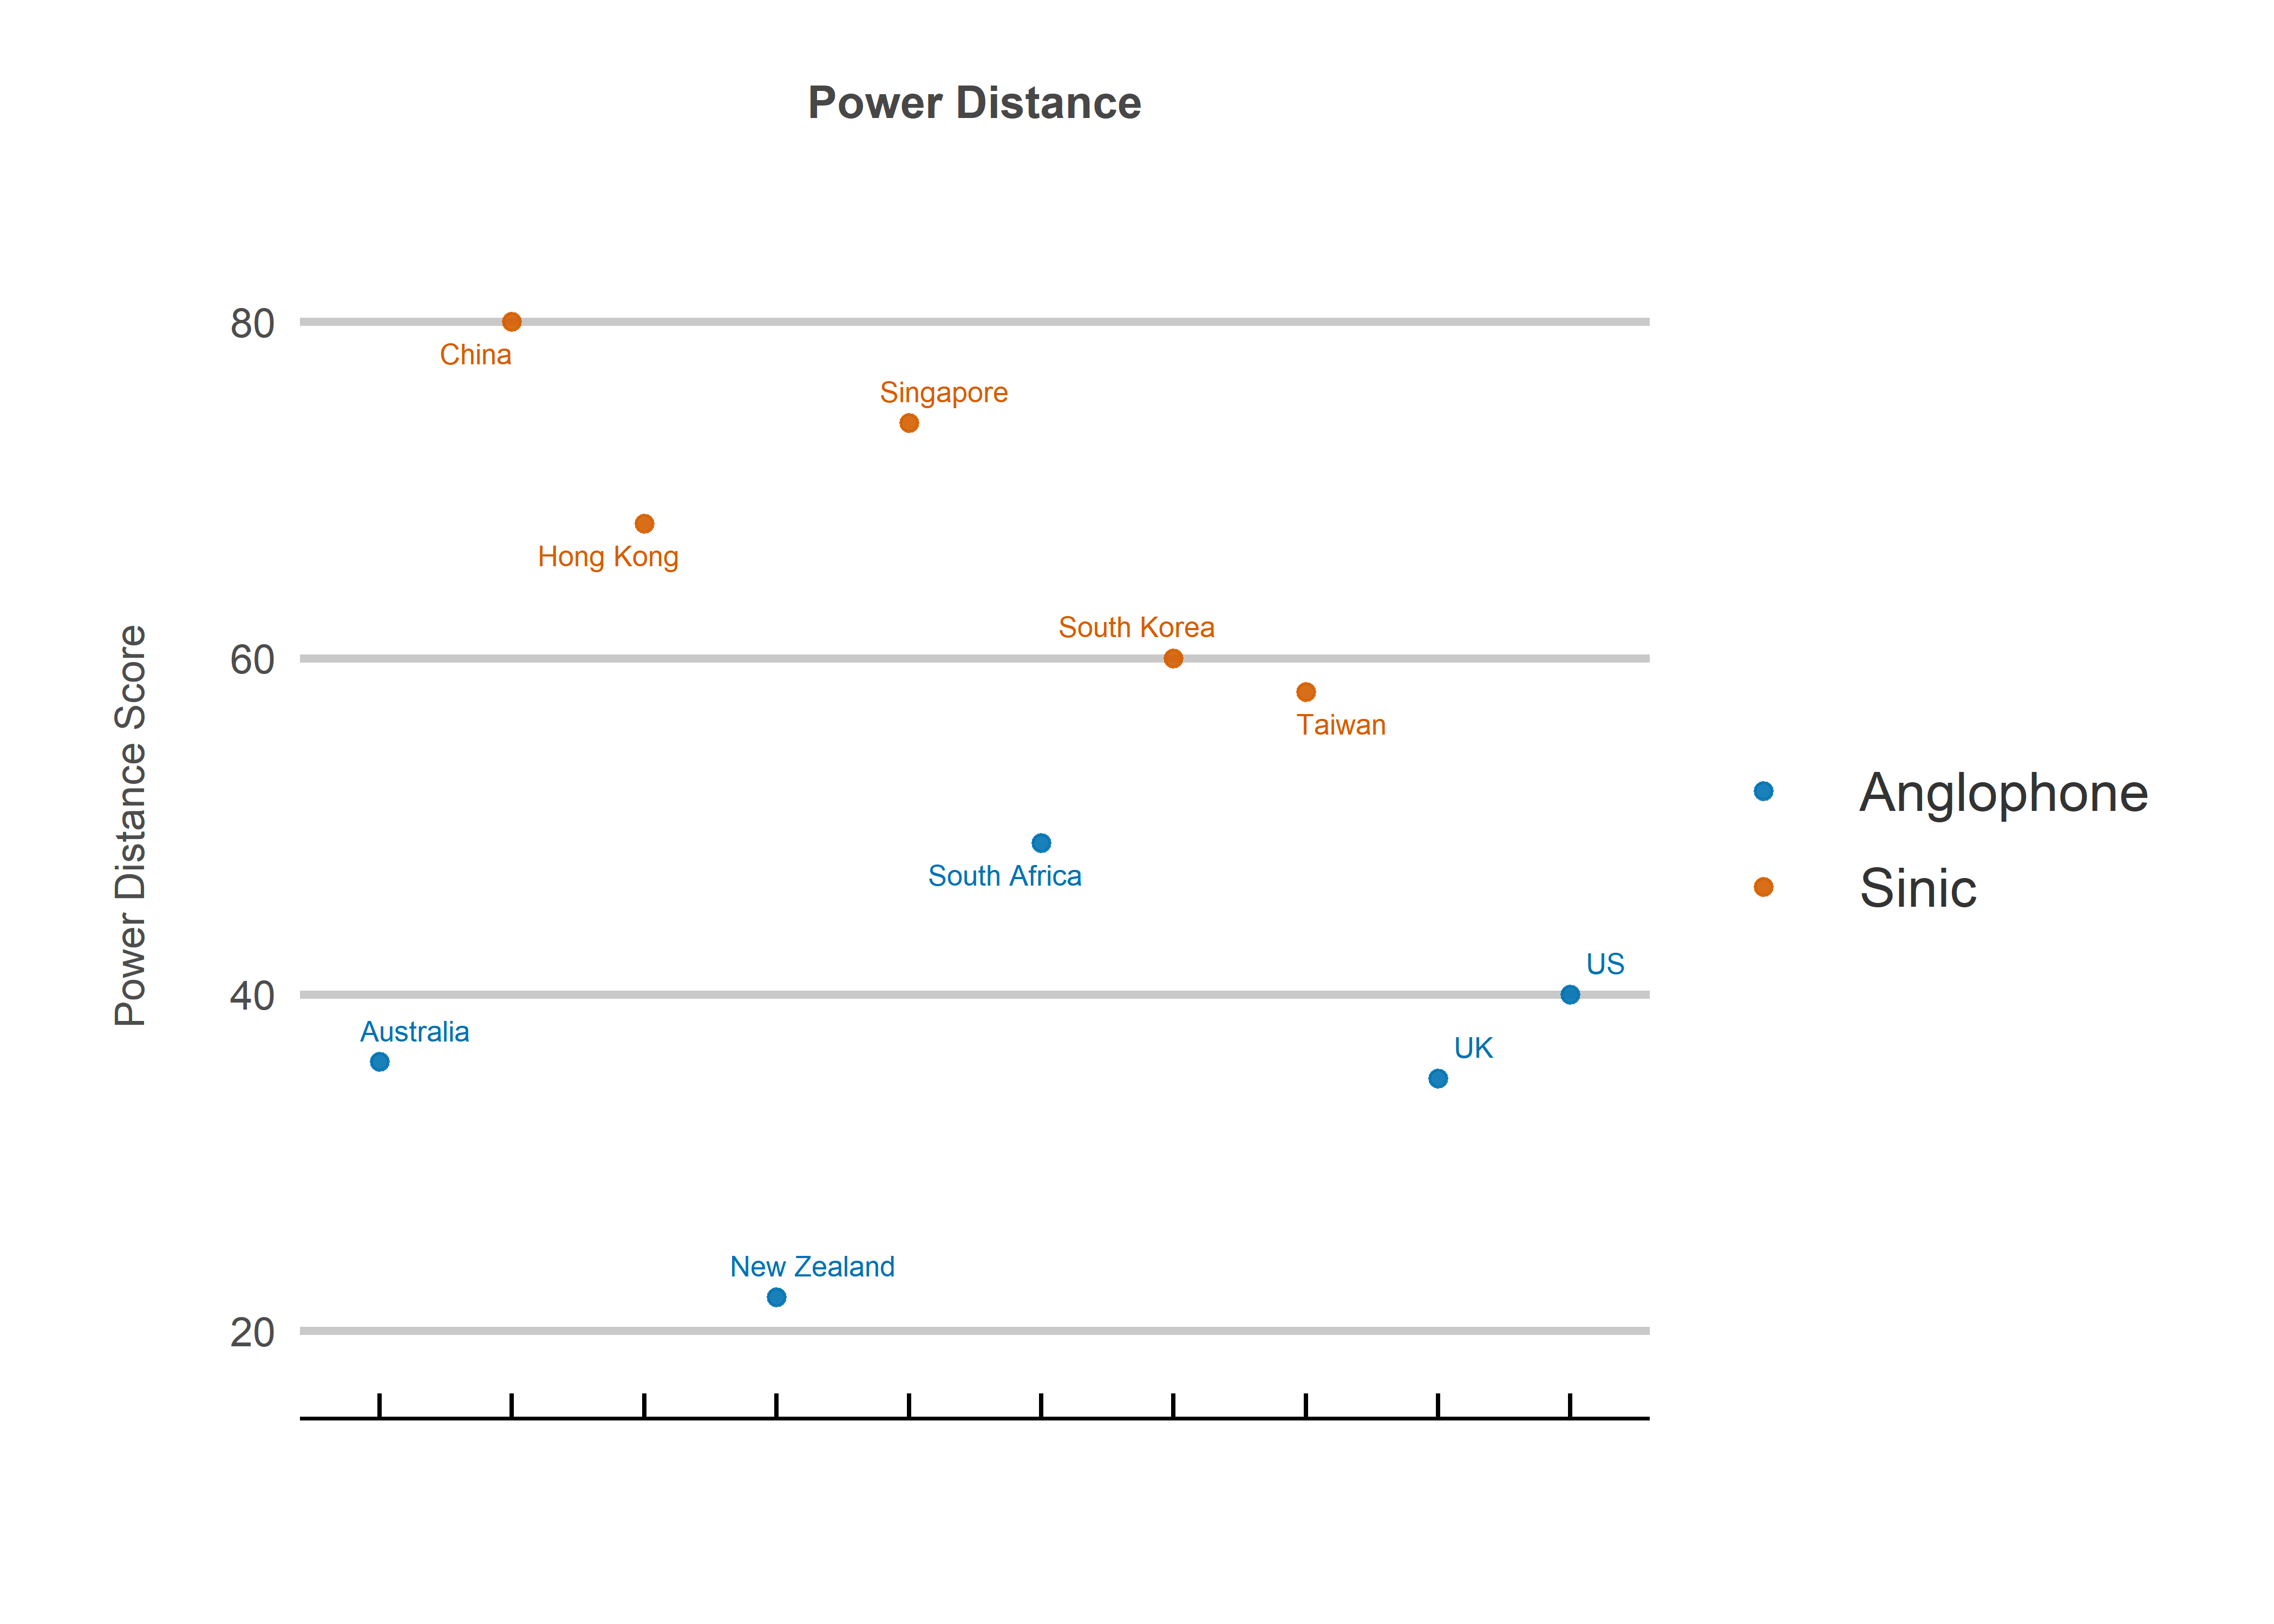 Power Distance
80
China
Singapore
Hong Kong
South Korea
60
Taiwan
Power Distance Score
Anglophone
South Africa
Sinic
US
40
Australia
UK
New Zealand
20